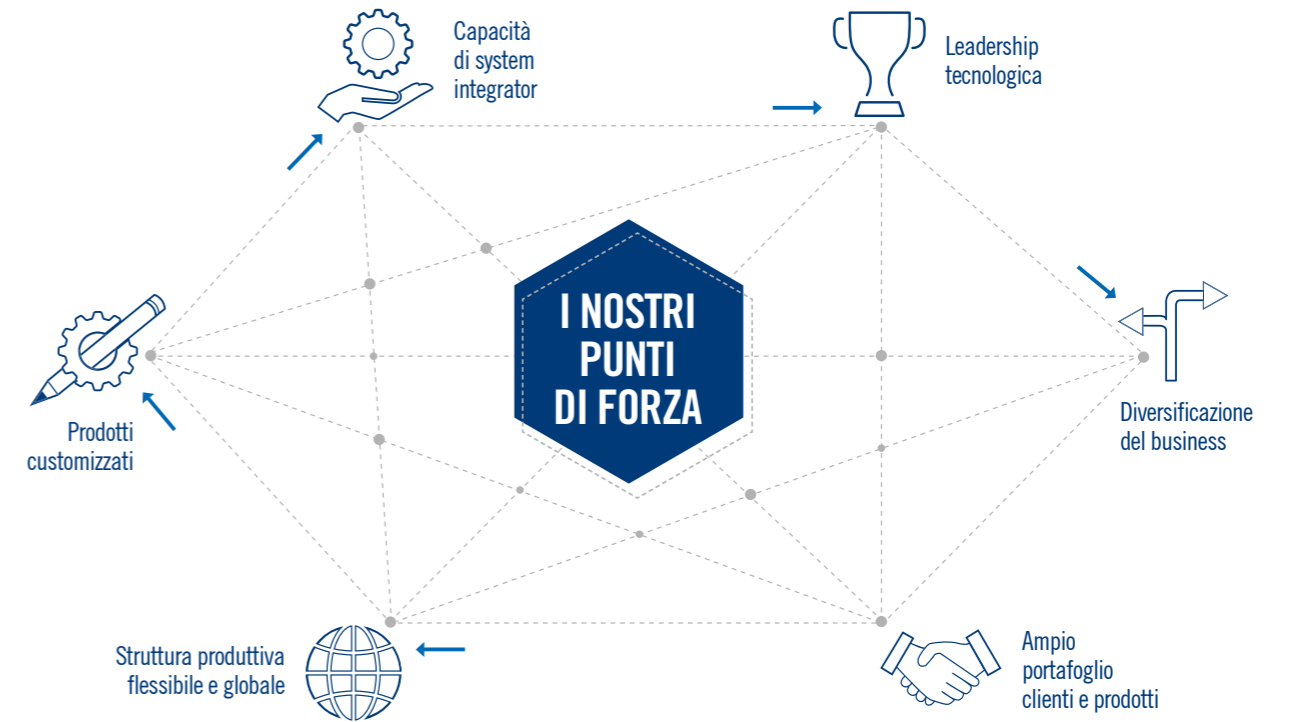 Capacità
di system
integrator
Leadership
tecnologica
I NOSTRI
PUNTI
DI FORZA
Prodotti
customizzati
Diversificazione
del business
Struttura produttiva
flessibile e globale
Ampio
portafoglio
clienti e prodotti